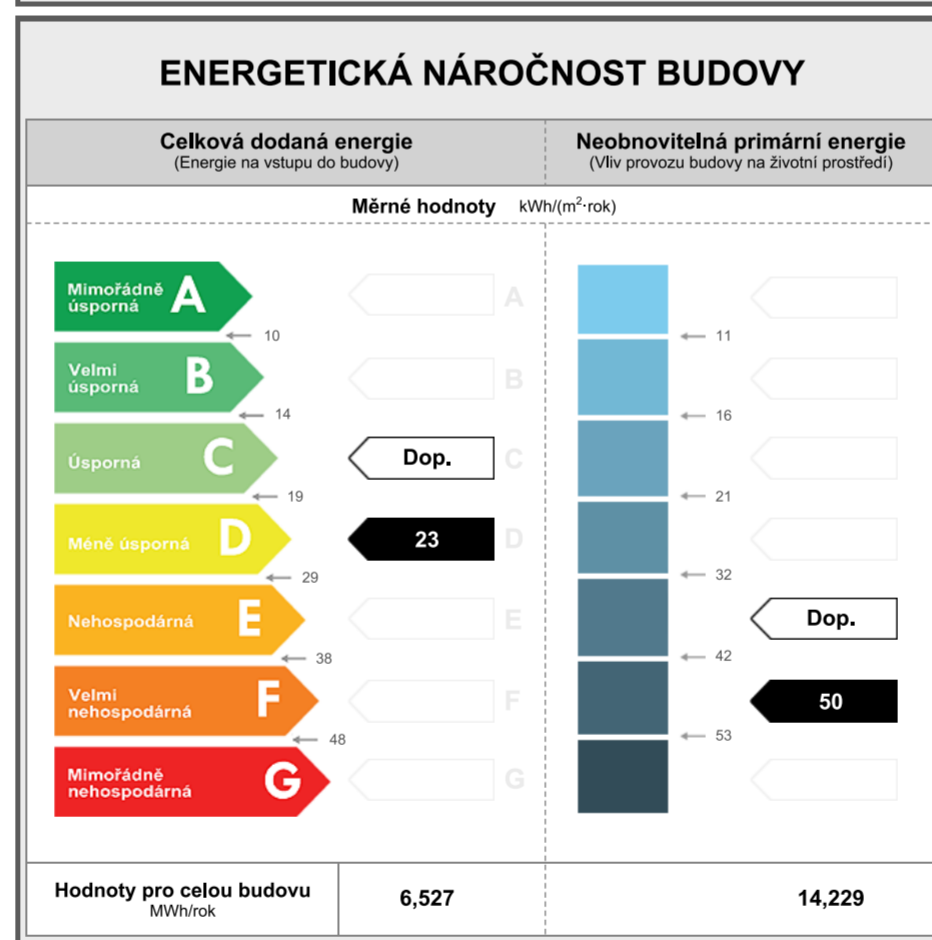 ENERGETICKÁ NÁROČNOST BUDOVY
Celková dodaná energie
(Energie na vstupu do budovy)
Neobnovitelná primární energie
(Vliv provozu budovy na životní prostředí)
Měrné hodnoty kWh/(m²·rok)
Mimořádně
úsporná
A
A
10
11
Velmi
úsporná
B
B
14
16
Úsporná
C
Dop.
C
19
21
Méně úsporná
D
23
D
29
32
Nehospodárná
E
E
Dop.
38
42
Velmi
nehospodárná
F
F
50
48
53
Mimořádně
nehospodárná
G
G
Hodnoty pro celou budovu
MWh/rok
6,527
14,229